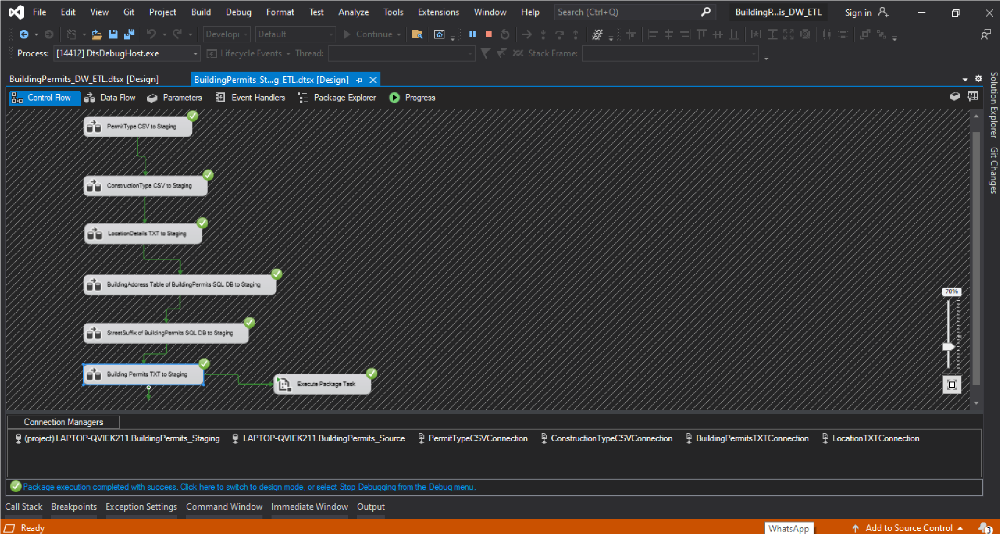 File Edit View Git Project Build Debug Format Test Analyze Tools Extensions Window Help Search (Ctrl+Q) BuildingP...is_DW_ETL Sign in
Developi Default Continue
Process: [14412] DtsDebugHost.exe Lifecycle Events Thread: Stack Frame:
BuildingPermits_DW_ETL.dtsx [Design] BuildingPermits_St...g_ETL.dtsx [Design]
Control Flow Data Flow Parameters Event Handlers Package Explorer Progress
Solution Explorer
Git Changes
PermitType CSV to Staging
ConstructionType CSV to Staging
LocationDetails TXT to Staging
BuildingAddress Table of BuildingPermits SQL DB to Staging
StreetSuffix of BuildingPermits SQL DB to Staging
Building Permits TXT to Staging
Execute Package Task
70%
Connection Managers
(project) LAPTOP-QVIEK211.BuildingPermits_Staging LAPTOP-QVIEK211.BuildingPermits_Source PermitTypeCSVConnection ConstructionTypeCSVConnection BuildingPermitsTXTConnection LocationTXTConnection
Package execution completed with success. Click here to switch to design mode, or select Stop Debugging from the Debug menu.
Call Stack Breakpoints Exception Settings Command Window Immediate Window Output
Ready WhatsApp Add to Source Control 3